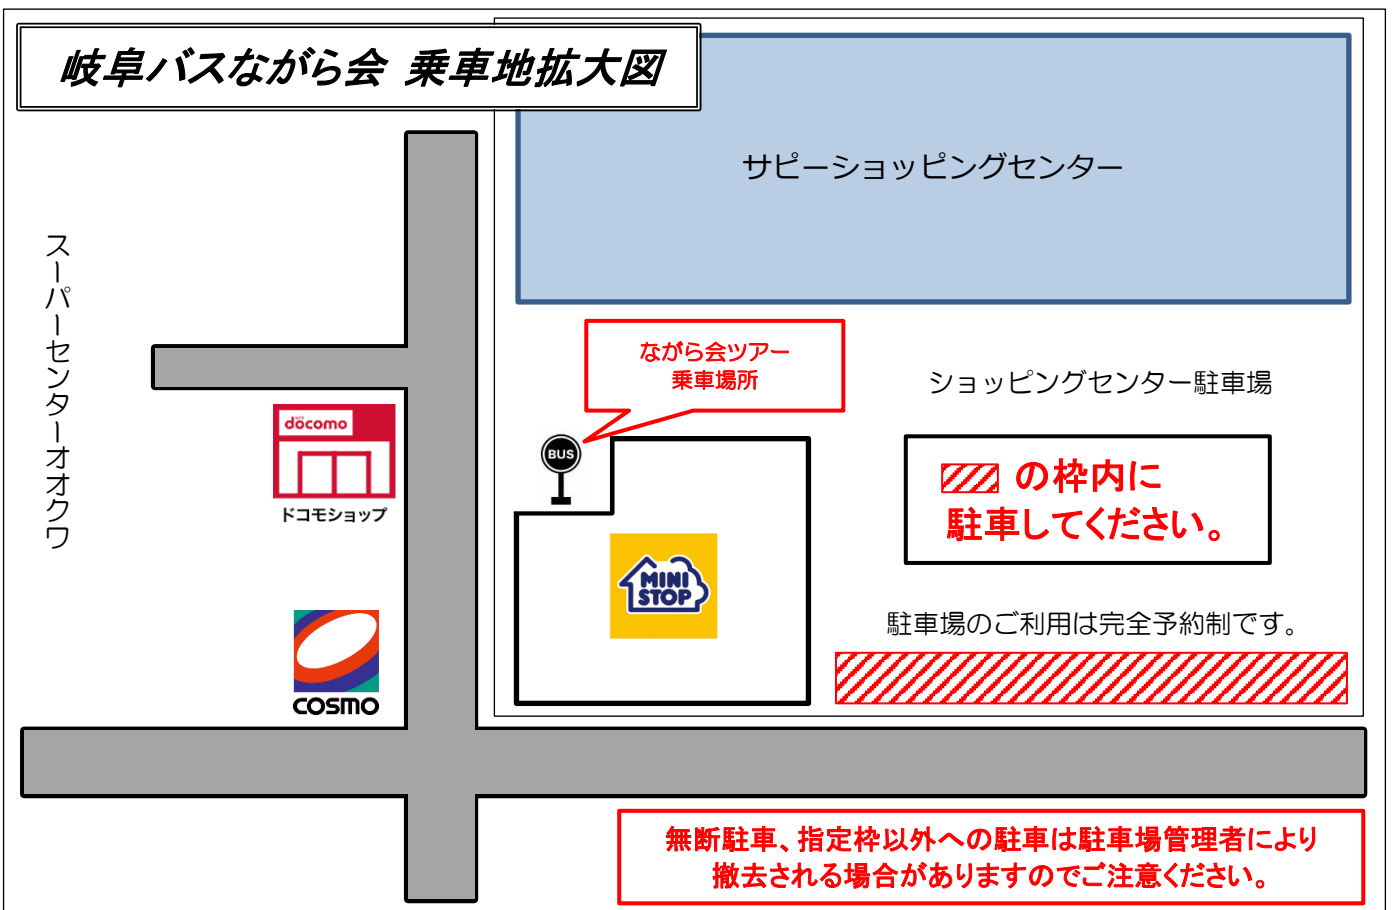 岐阜バスながら会 乗車地拡大図
サピーショッピングセンター
スーパーセンターオオクワ
ながら会ツアー
乗車場所
ショッピングセンター駐車場
döcomo
ドコモショップ
BUS
の枠内に
駐車してください。
MINI
STOP
駐車場のご利用は完全予約制です。
COSMO
無断駐車、指定枠以外への駐車は駐車場管理者により
撤去される場合がありますのでご注意ください。